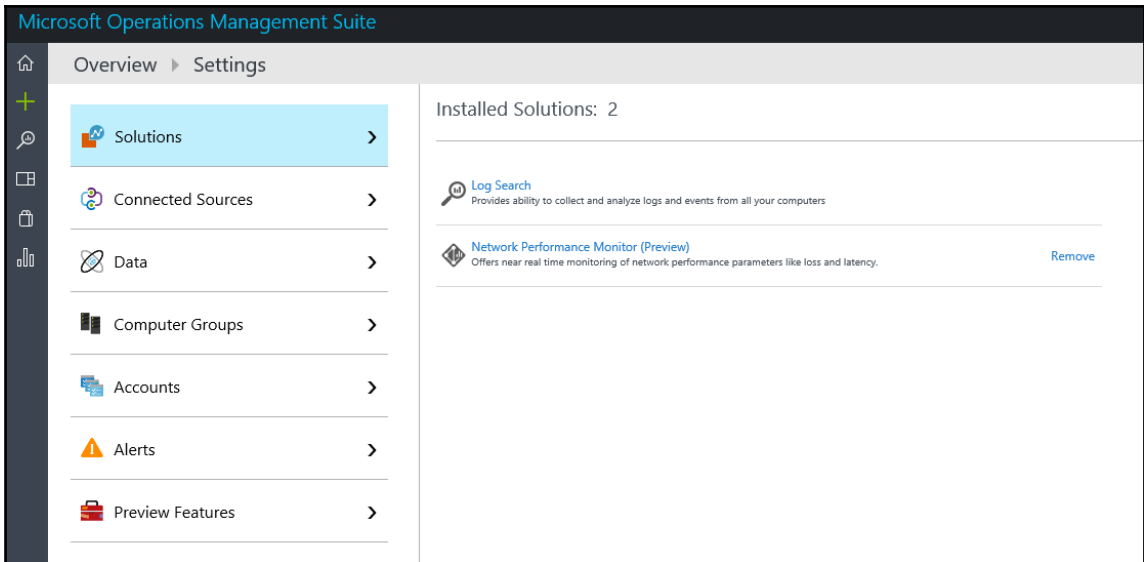 Microsoft Operations Management Suite
Overview Settings
Solutions
Connected Sources
Data
Computer Groups
Accounts
Alerts
Preview Features
Installed Solutions: 2
Log Search
Provides ability to collect and analyze logs and events from all your computers
Network Performance Monitor (Preview)
Offers near real time monitoring of network performance parameters like loss and latency.
Remove